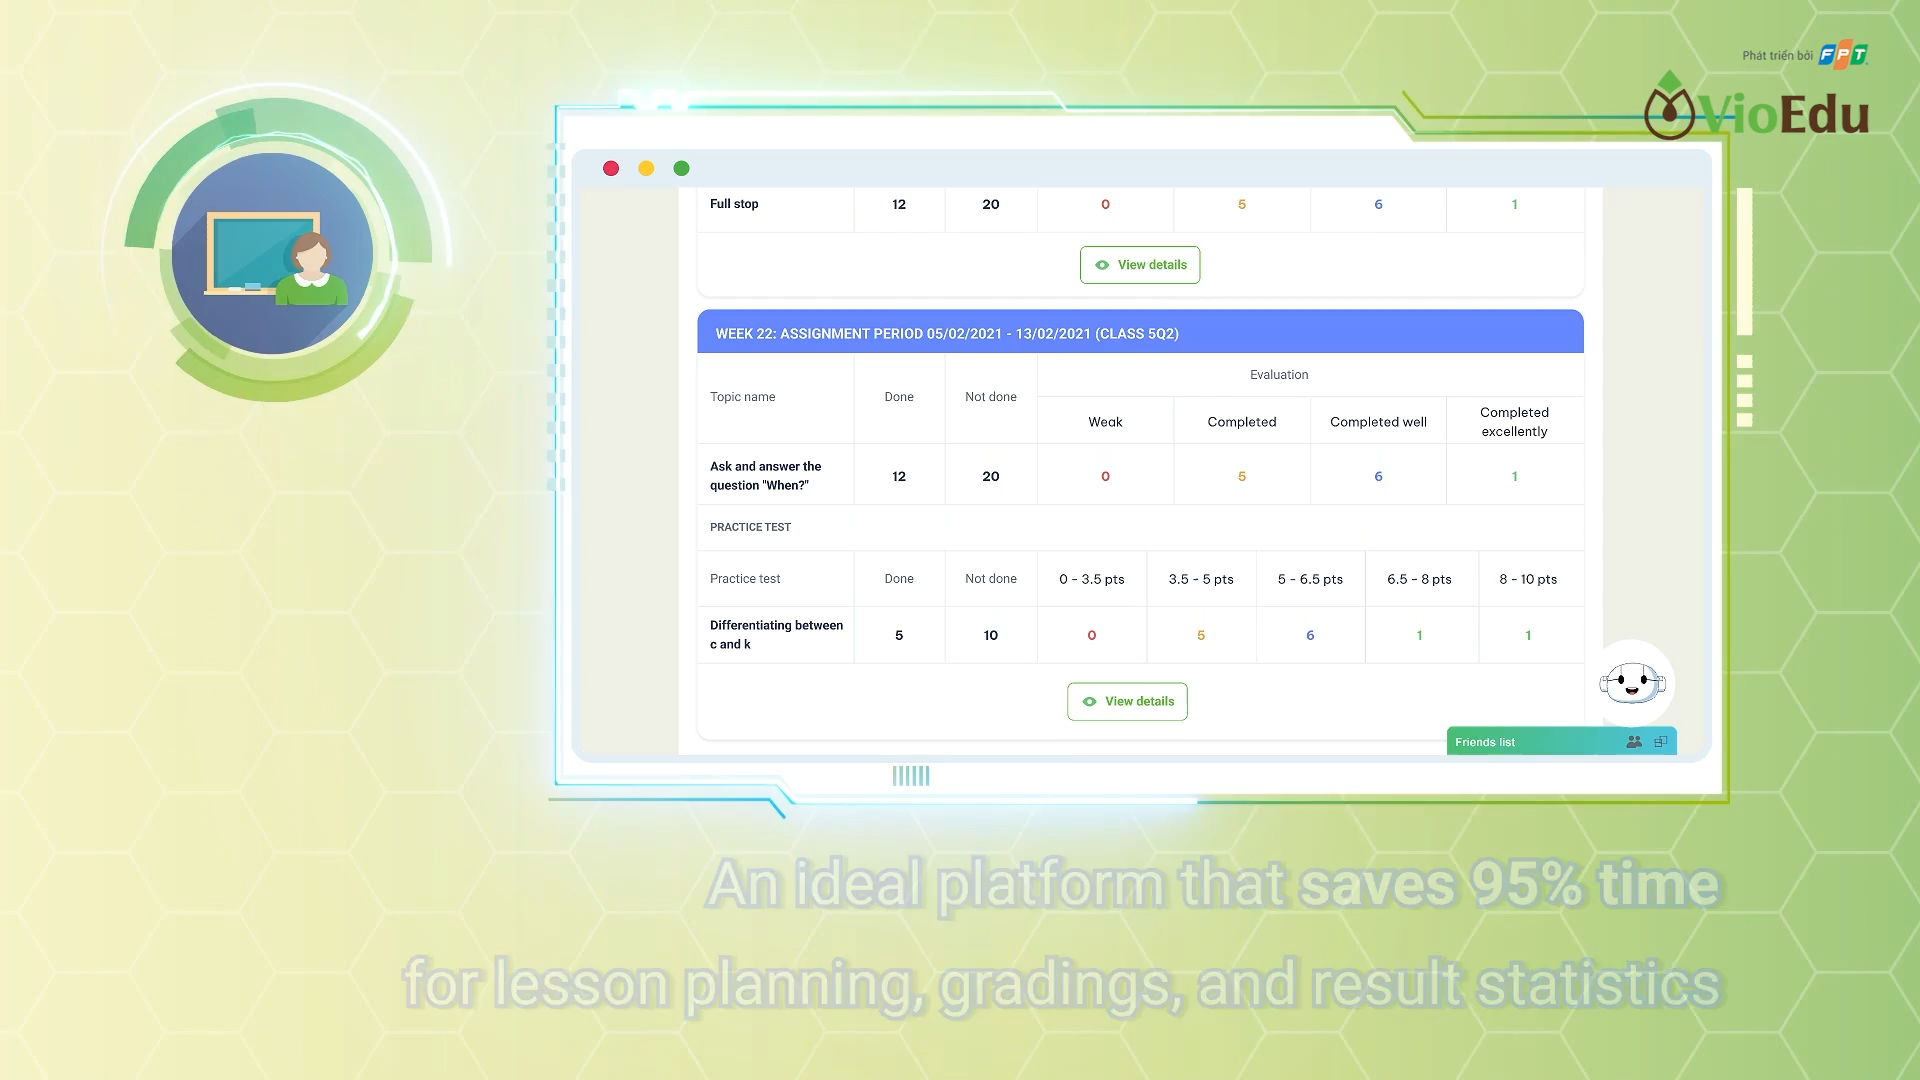 Phát triển bởi FPT
VioEdu
Full stop 12 20 0 5 6 1
View details
WEEK 22: ASSIGNMENT PERIOD 05/02/2021 - 13/02/2021 (CLASS 5Q2)
Topic name Done Not done Evaluation
Weak Completed Completed well Completed
excellently
Ask and answer the
question "When?" 12 20 0 5 6 1
PRACTICE TEST
Practice test Done Not done 0 - 3.5 pts 3.5 - 5 pts 5 - 6.5 pts 6.5 - 8 pts 8 - 10 pts
Differentiating between
c and k 5 10 0 5 6 1 1
View details
Friends list
An ideal platform that saves 95% time
for lesson planning, gradings, and result statistics